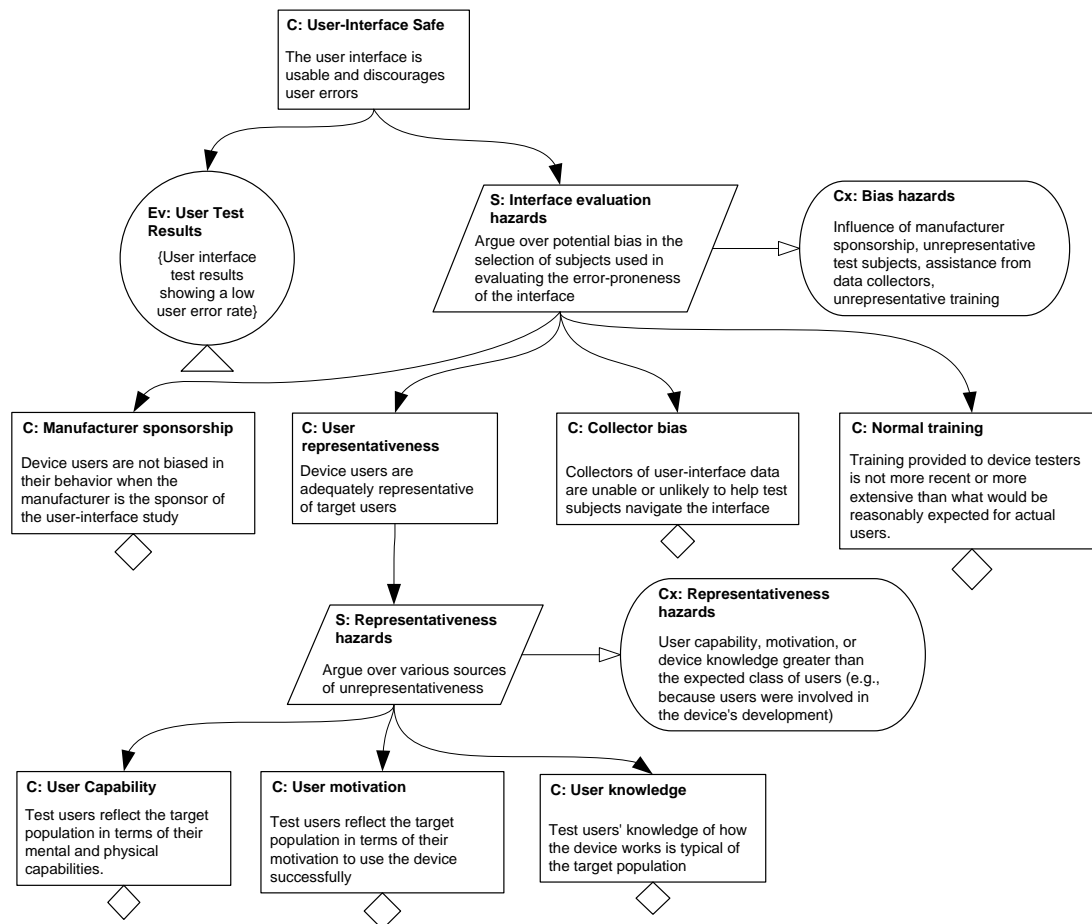 C: User-Interface Safe
The user interface is
usable and discourages
user errors
Ev: User Test
Results
{User interface
test results
showing a low
user error rate}
S: Interface evaluation
hazards
Argue over potential bias in the
selection of subjects used in
evaluating the error-proneness
of the interface
Cx: Bias hazards
Influence of manufacturer
sponsorship, unrepresentative
test subjects, assistance from
data collectors,
unrepresentative training
C: Manufacturer sponsorship
Device users are not biased in
their behavior when the
manufacturer is the sponsor of
the user-interface study
C: User
representativeness
Device users are
adequately representative
of target users
C: Collector bias
Collectors of user-interface data
are unable or unlikely to help test
subjects navigate the interface
C: Normal training
Training provided to device testers
is not more recent or more
extensive than what would be
reasonably expected for actual
users.
S: Representativeness
hazards
Argue over various sources
of unrepresentativeness
Cx: Representativeness
hazards
User capability, motivation, or
device knowledge greater than
the expected class of users (e.g.,
because users were involved in
the device's development)
C: User Capability
Test users reflect the target
population in terms of their
mental and physical
capabilities.
C: User motivation
Test users reflect the target
population in terms of their
motivation to use the device
successfully
C: User knowledge
Test users' knowledge of how
the device works is typical of
the target population